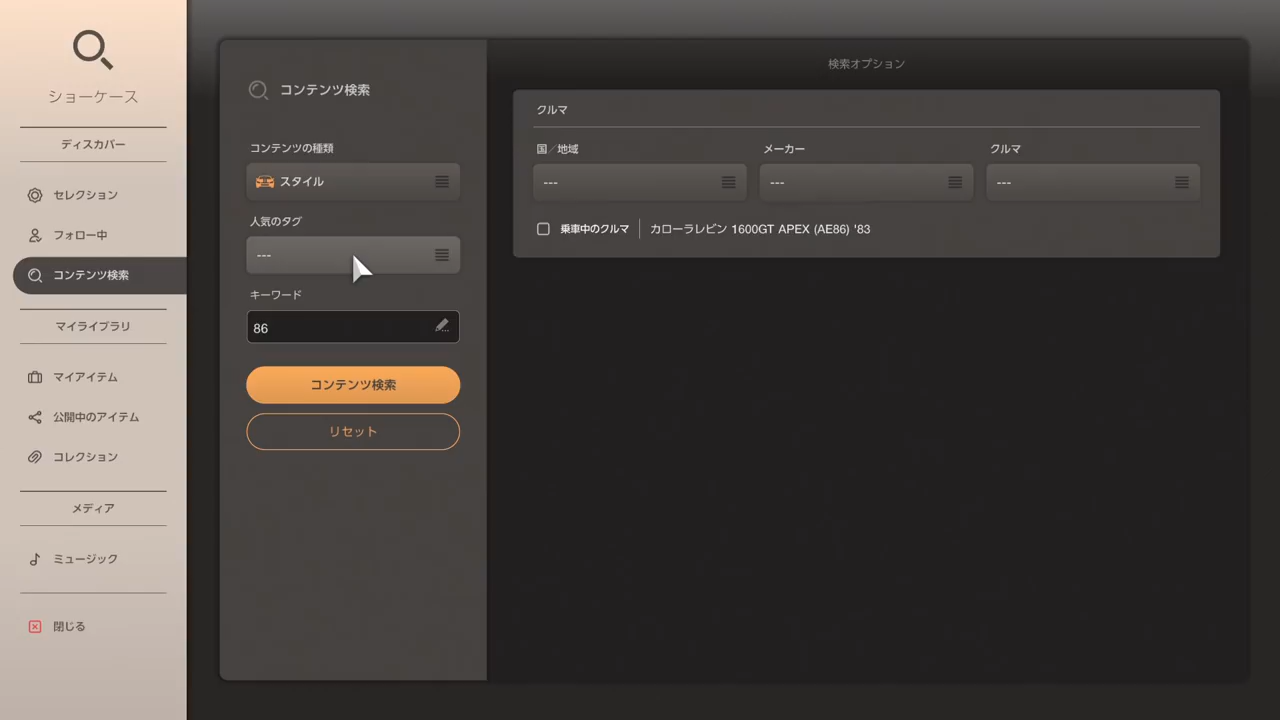 ショーケース
ディスカバー
セレクション
フォロー中
コンテンツ検索
マイライブラリ
マイアイテム
公開中のアイテム
コレクション
メディア
ミュージック
閉じる
コンテンツ検索
コンテンツの種類
スタイル
人気のタグ
---
キーワード
86
コンテンツ検索
リセット
検索オプション
クルマ
国／地域 メーカー クルマ
--- --- ---
乗車中のクルマ カローラレビン 1600GT APEX (AE86) '83